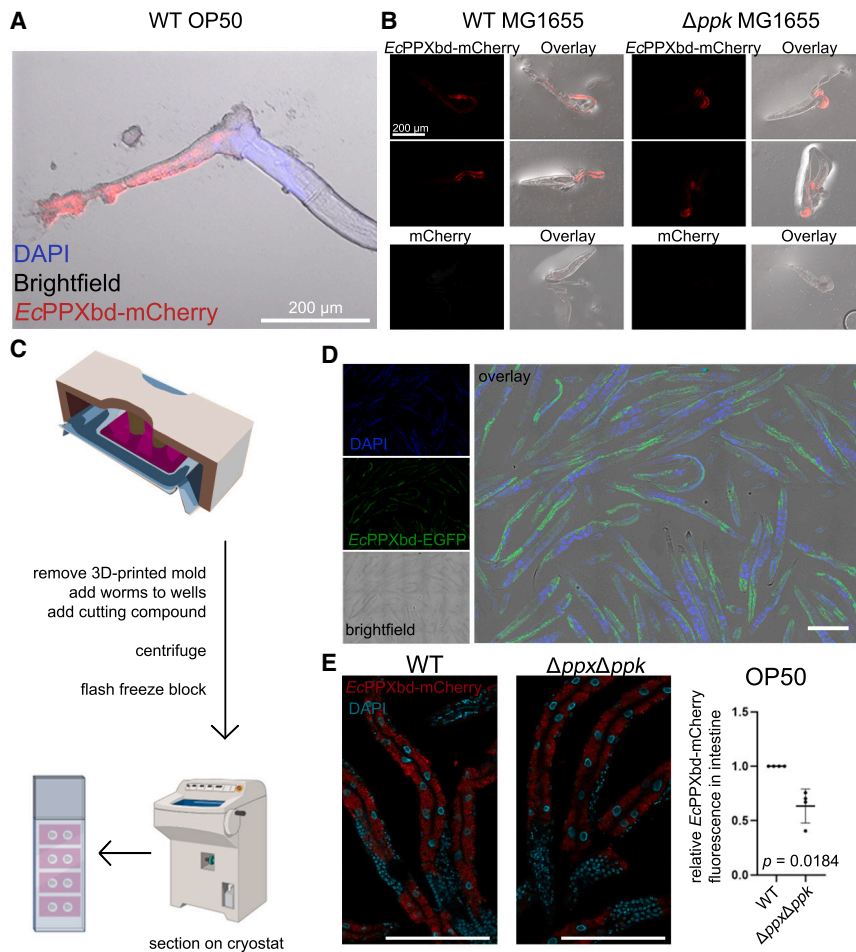 A
WT OP50
DAPI
Brightfield
EcPPXbd-mCherry
200 µm
B
WT MG1655
Δppk MG1655
EcPPXbd-mCherry
Overlay
EcPPXbd-mCherry
Overlay
200 µm
mCherry
Overlay
mCherry
Overlay
C
remove 3D-printed mold
add worms to wells
add cutting compound
centrifuge
flash freeze block
section on cryostat
D
DAPI
EcPPXbd-EGFP
brightfield
overlay
E
WT
ΔppxΔppk
EcPPXbd-mCherry
DAPI
OP50
relative EcPPXbd-mCherry
fluorescence in intestine
1.5
1.0
0.5
0.0
p = 0.0184
WT
ΔppxΔppk